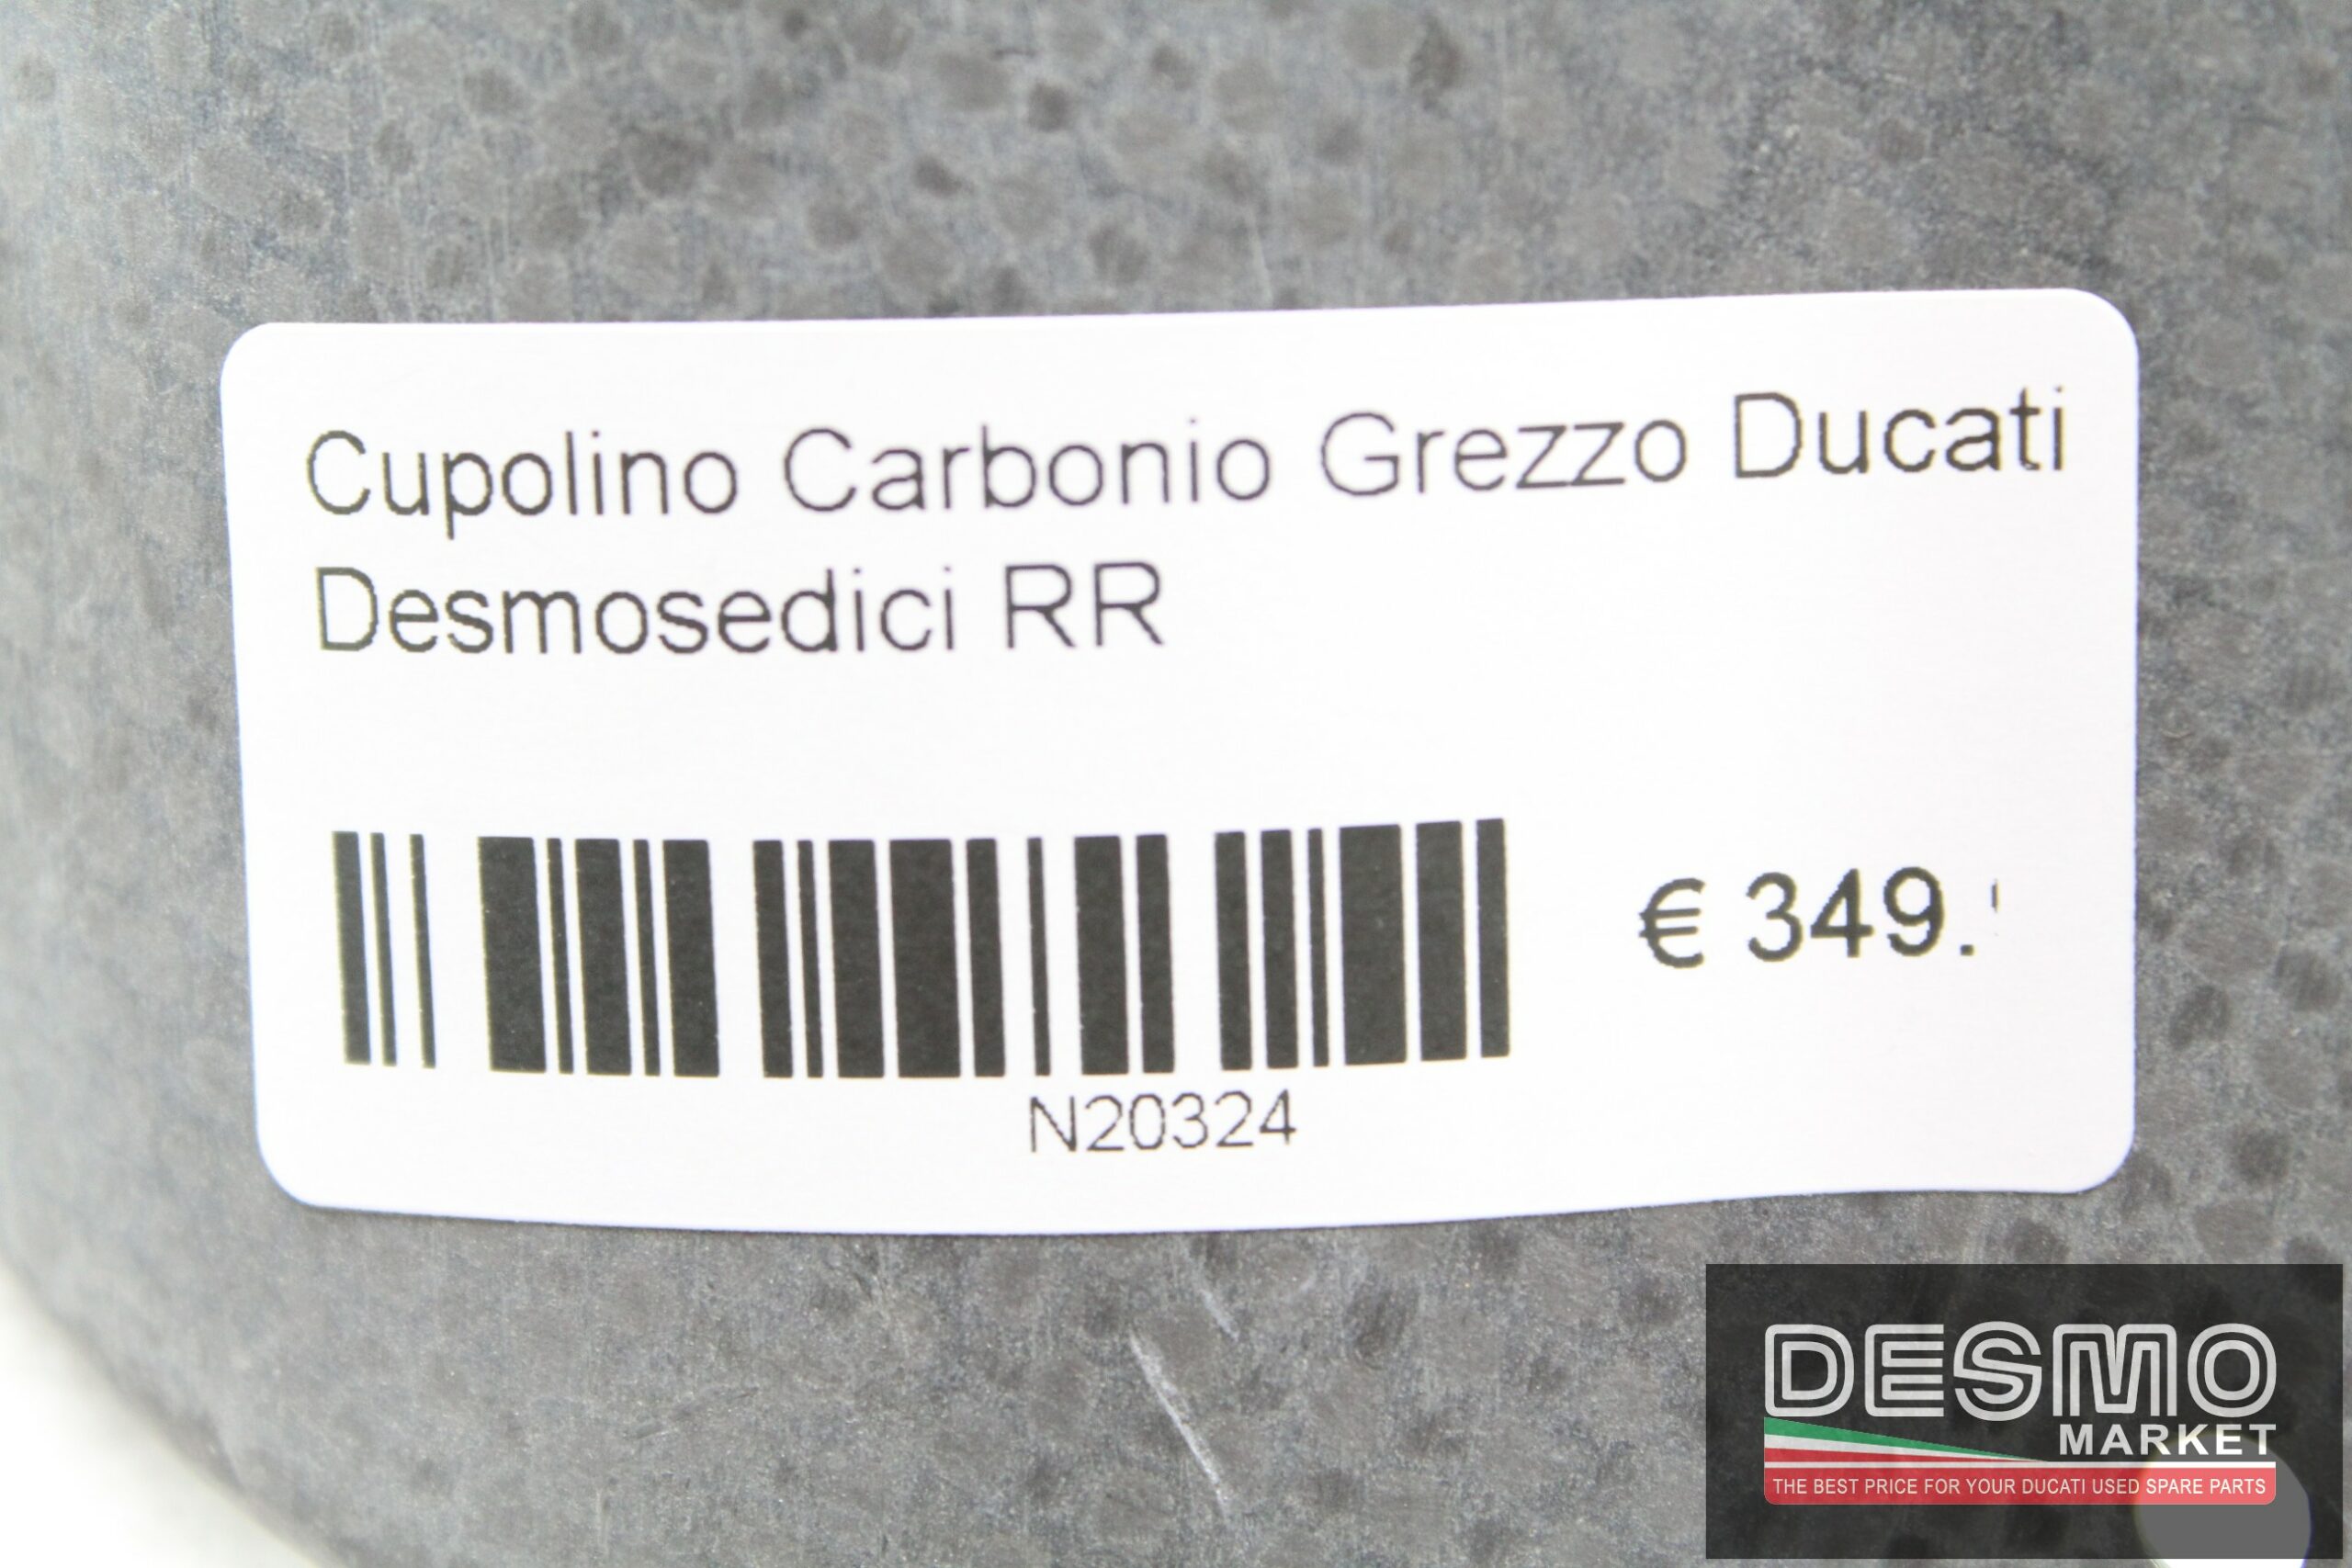 Cupolino Carbonio Grezzo Ducati
Desmosedici RR
€ 349.
N20324
DESMO
MARKET
THE BEST PRICE FOR YOUR DUCATI USED SPARE PARTS